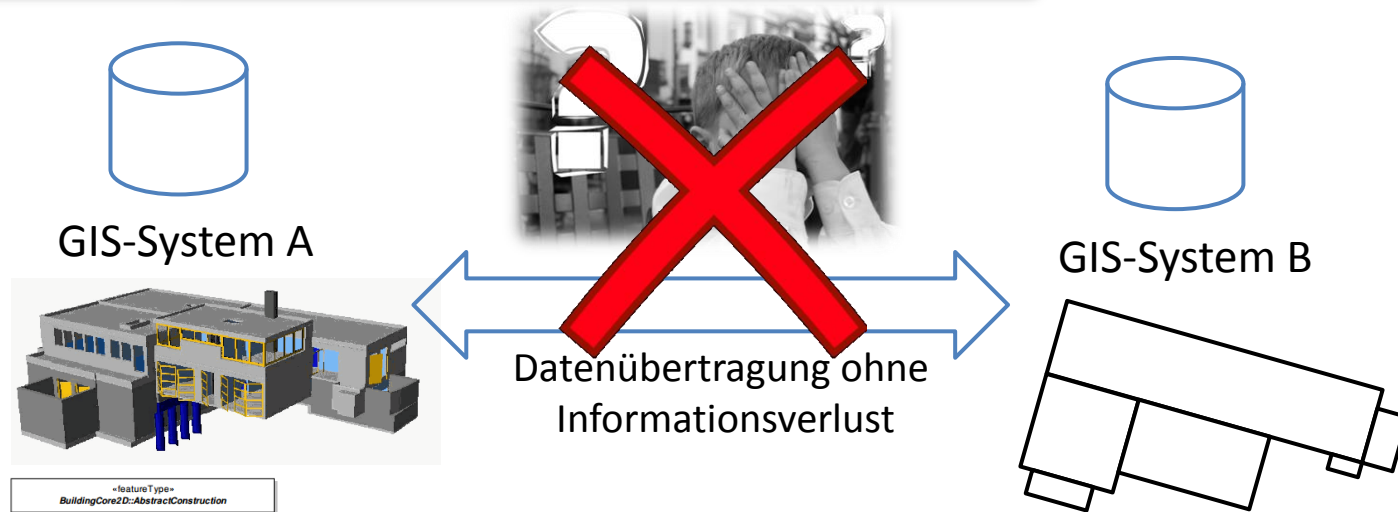 GIS-System A
GIS-System B
Datenübertragung ohne
Informationsverlust
«featureType»
BuildingCore2D::AbstractConstruction